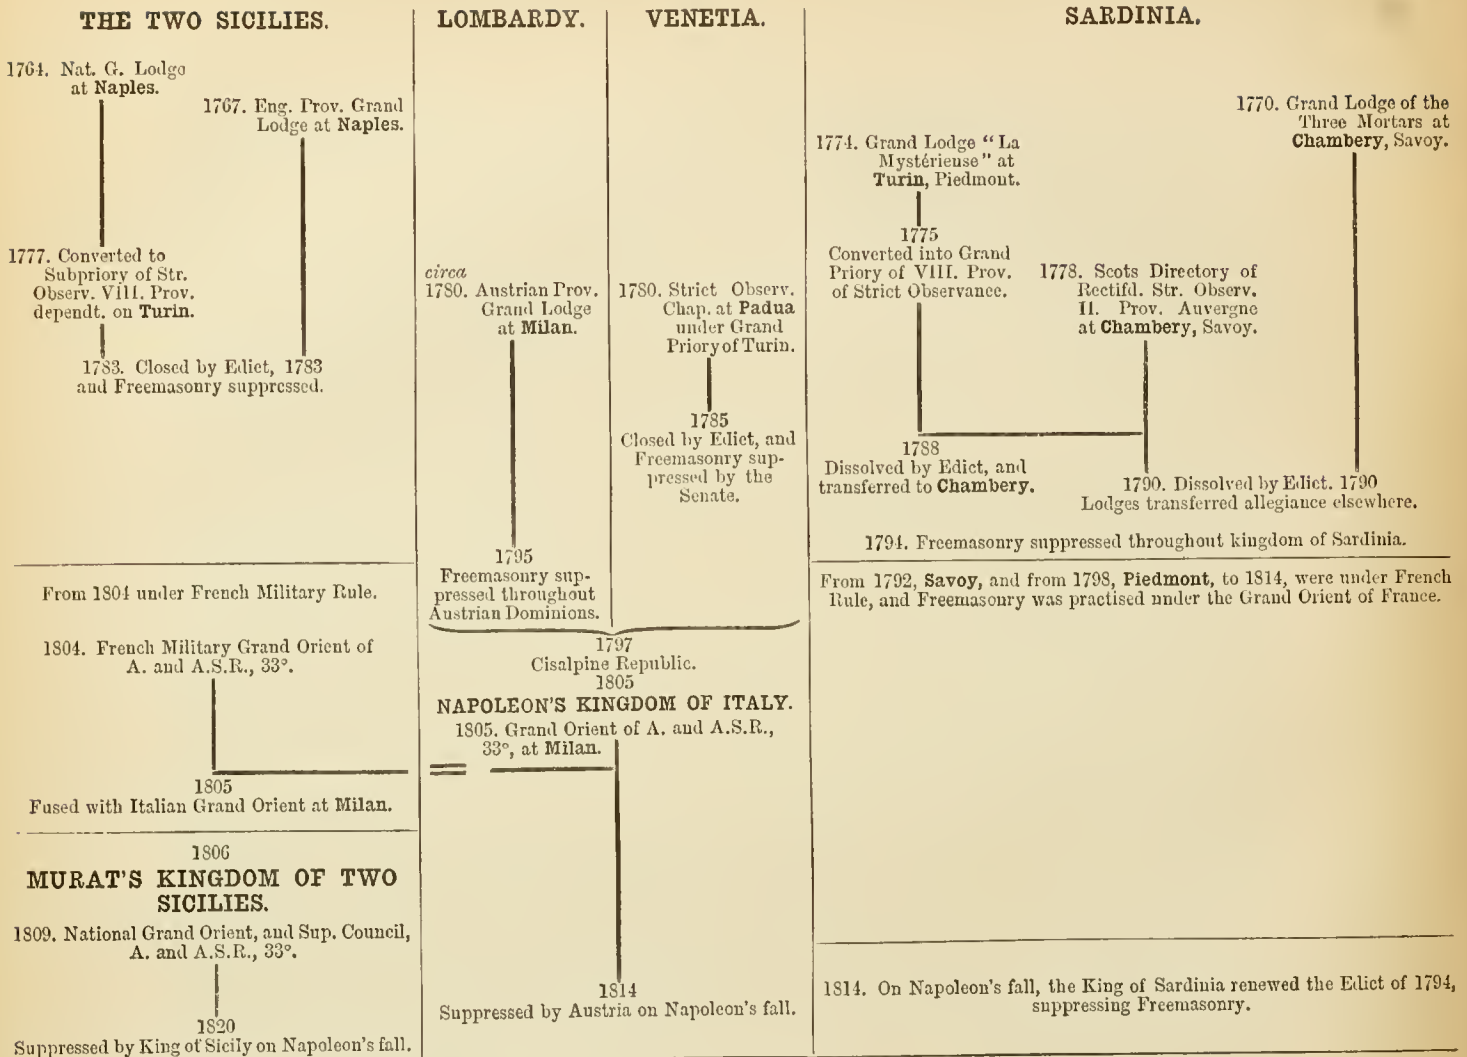 THE TWO SICILIES.
1764. Nat. G. Lodge
at Naples.
1767. Eng. Prov. Grand
Lodge at Naples.
1777. Converted to
Subpriory of Str.
Observ. VIII. Prov.
dependt. on Turin.
1783. Closed by Edict, 1783
and Freemasonry suppressed.
From 1804 under French Military Rule.
1804. French Military Grand Orient of
A. and A.S.R., 33°.
1805
Fused with Italian Grand Orient at Milan.
1806
MURAT'S KINGDOM OF TWO
SICILIES.
1809. National Grand Orient, and Sup. Council,
A. and A.S.R., 33°.
1820
Suppressed by King of Sicily on Napoleon's fall.
LOMBARDY.
circa
1780. Austrian Prov.
Grand Lodge
at Milan.
1795
Freemasonry sup-
pressed throughout
Austrian Dominions.
VENETIA.
1780. Strict Observ.
Chap. at Padua
under Grand
Priory of Turin.
1785
Closed by Edict, and
Freemasonry sup-
pressed by the
Senate.
1797
Cisalpine Republic.
1805
NAPOLEON'S KINGDOM OF ITALY.
1805. Grand Orient of A. and A.S.R.,
33°, at Milan.
1814
Suppressed by Austria on Napoleon's fall.
SARDINIA.
1770. Grand Lodge of the
Three Mortars at
Chambery, Savoy.
1774. Grand Lodge "La
Mystérieuse" at
Turin, Piedmont.
1775
Converted into Grand
Priory of VIII. Prov.
of Strict Observance.
1778. Scots Directory of
Rectifd. Str. Observ.
II. Prov. Auvergne
at Chambery, Savoy.
1788
Dissolved by Edict, and
transferred to Chambery.
1790. Dissolved by Edict. 1790
Lodges transferred allegiance elsewhere.
1794. Freemasonry suppressed throughout kingdom of Sardinia.
From 1792, Savoy, and from 1798, Piedmont, to 1814, were under French
Rule, and Freemasonry was practised under the Grand Orient of France.
1814. On Napoleon's fall, the King of Sardinia renewed the Edict of 1794,
suppressing Freemasonry.